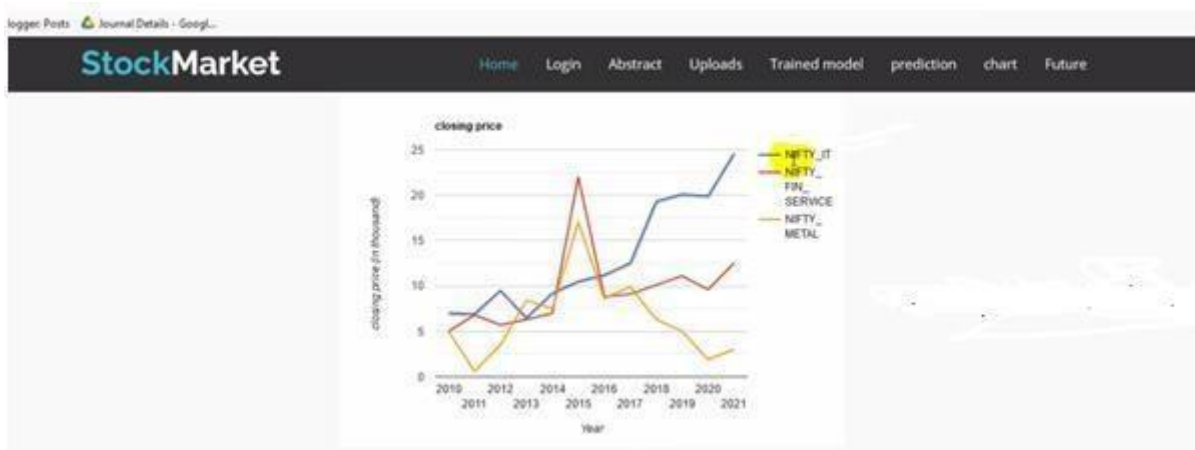 logger: Posts Journal Details - Googl...
StockMarket Home Login Abstract Uploads Trained model prediction chart Future
closing price
25
20
15
10
5
0
closing price (in thousand)
NIFTY_IT
NIFTY_
FIN_
SERVICE
NIFTY_
METAL
2010 2012 2014 2016 2018 2020
2011 2013 2015 2017 2019 2021
Year